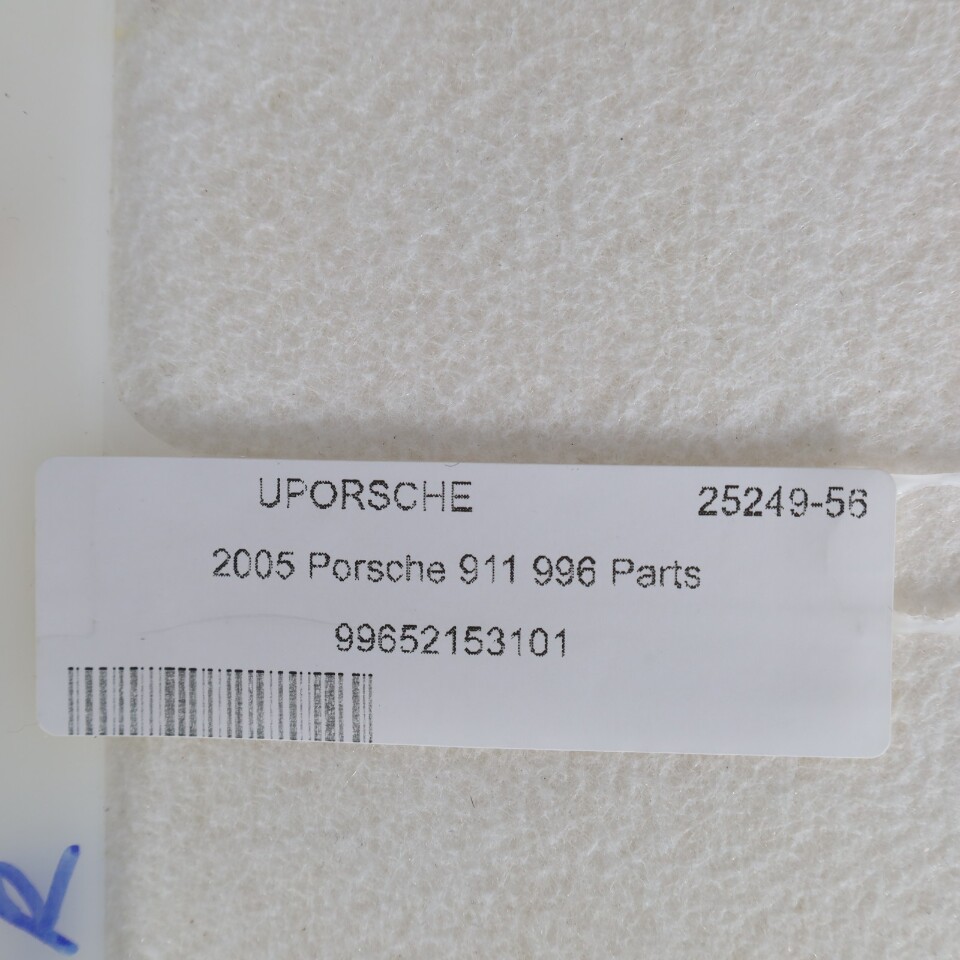 UPORSCHE 25249-56
2005 Porsche 911 996 Parts
99652153101
R